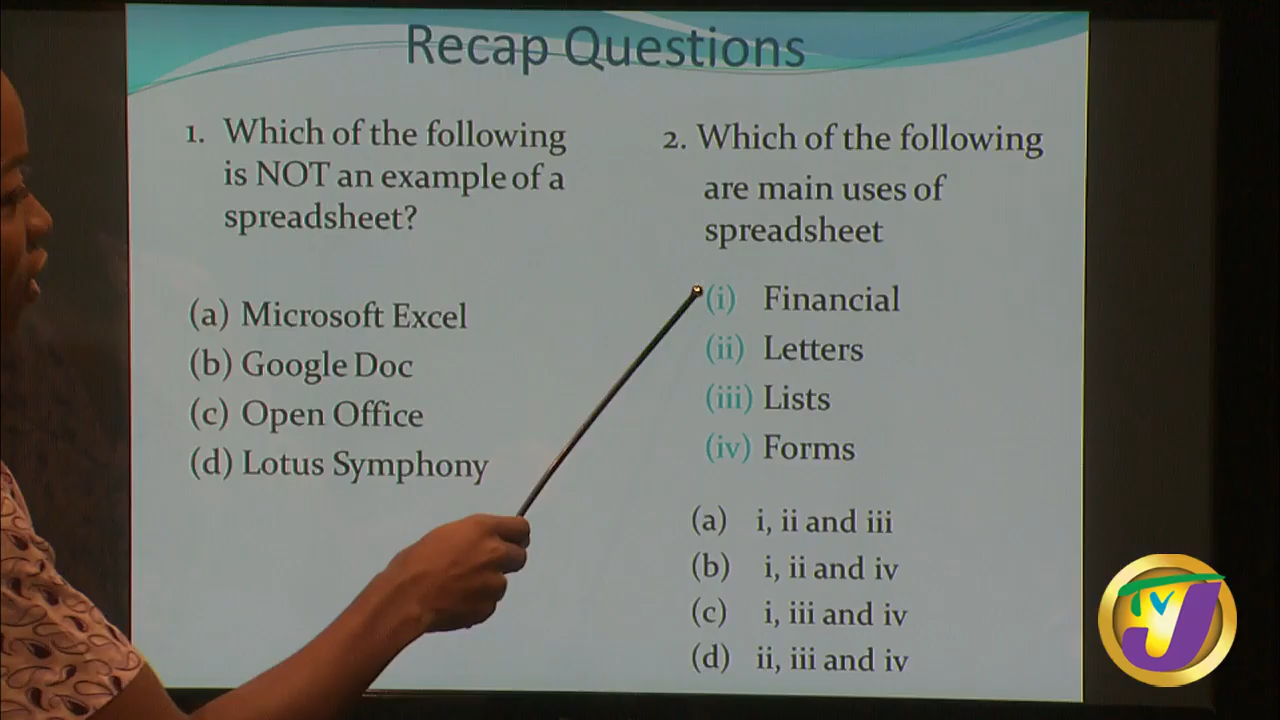 Recap Questions
1. Which of the following
is NOT an example of a
spreadsheet?
(a) Microsoft Excel
(b) Google Doc
(c) Open Office
(d) Lotus Symphony
2. Which of the following
are main uses of
spreadsheet
(i) Financial
(ii) Letters
(iii) Lists
(iv) Forms
(a) i, ii and iii
(b) i, ii and iv
(c) i, iii and iv
(d) ii, iii and iv
TVJ